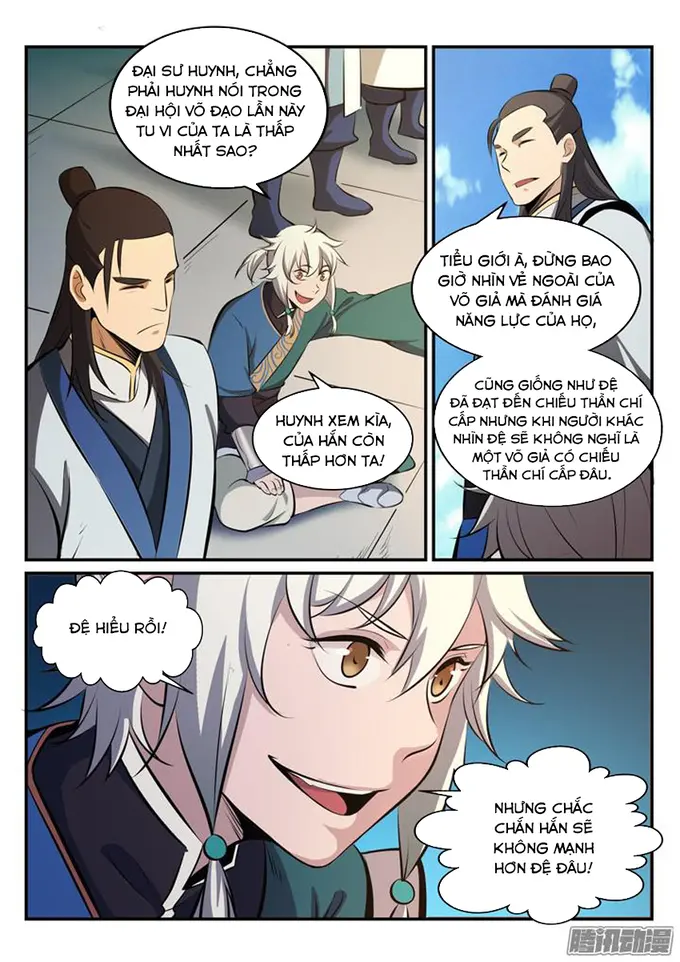 ĐẠI SƯ HUYNH, CHẲNG
PHẢI HUYNH NÓI TRONG
ĐẠI HỘI VÕ ĐẠO LẦN NÀY
TU VI CỦA TA LÀ THẤP
NHẤT SAO?
HUYNH XEM KÌA,
CỦA HẮN CÒN
THẤP HƠN TA!
TIỂU GIỚI À, ĐỪNG BAO
GIỜ NHÌN VẺ NGOÀI CỦA
VÕ GIẢ MÀ ĐÁNH GIÁ
NĂNG LỰC CỦA HỌ,
CŨNG GIỐNG NHƯ ĐỆ
ĐÃ ĐẠT ĐẾN CHIẾU THẦN CHÍ
CẤP NHƯNG KHI NGƯỜI KHÁC
NHÌN ĐỆ SẼ KHÔNG NGHĨ LÀ
MỘT VÕ GIẢ CÓ CHIẾU
THẦN CHÍ CẤP ĐÂU.
ĐỆ HIỂU RỒI!
NHƯNG CHẮC
CHẮN HẮN SẼ
KHÔNG MẠNH
HƠN ĐỆ ĐÂU!
腾讯动漫